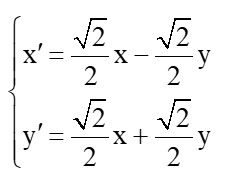 x′ = √2/2 x − √2/2 y
y′ = √2/2 x + √2/2 y